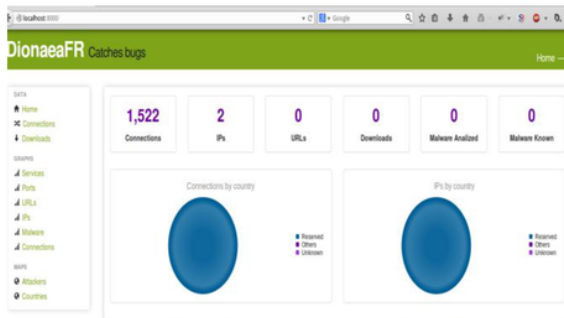 localhost:8000
Google
DionaeaFR Catches bugs
Home
DATA
Home
Connections
Downloads
GRAPHS
Services
Ports
URLs
IPs
Malware
Connections
MAPS
Attackers
Countries
1,522
Connections
2
IPs
0
URLs
0
Downloads
0
Malware Analized
0
Malware Known
Connections by country
Reserved
Others
Unknown
IPs by country
Reserved
Others
Unknown